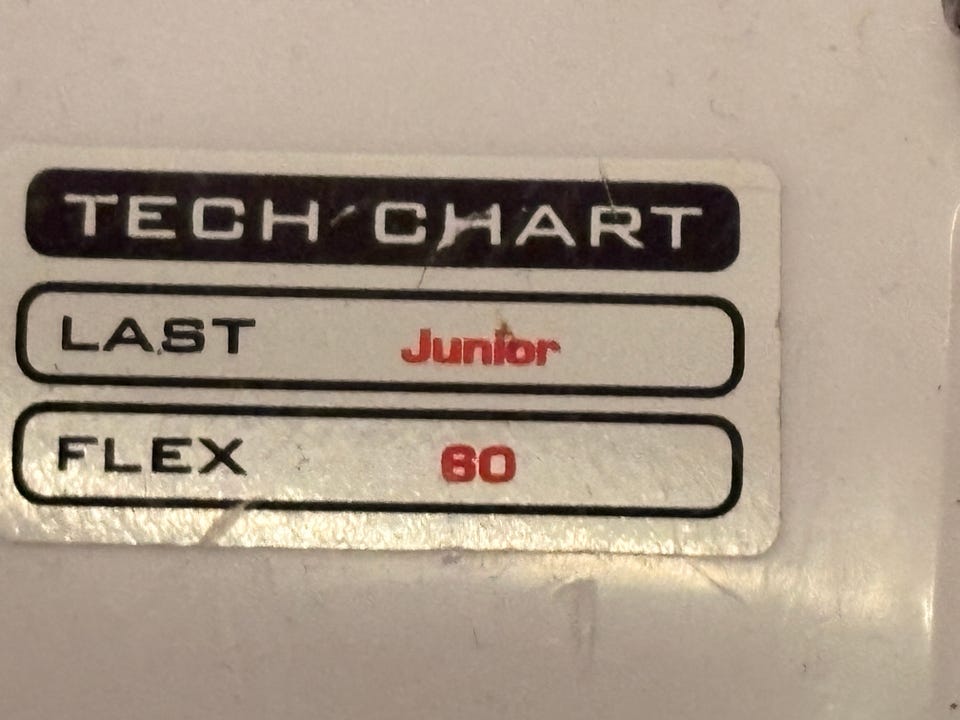 TECH CHART
LAST Junior
FLEX 60